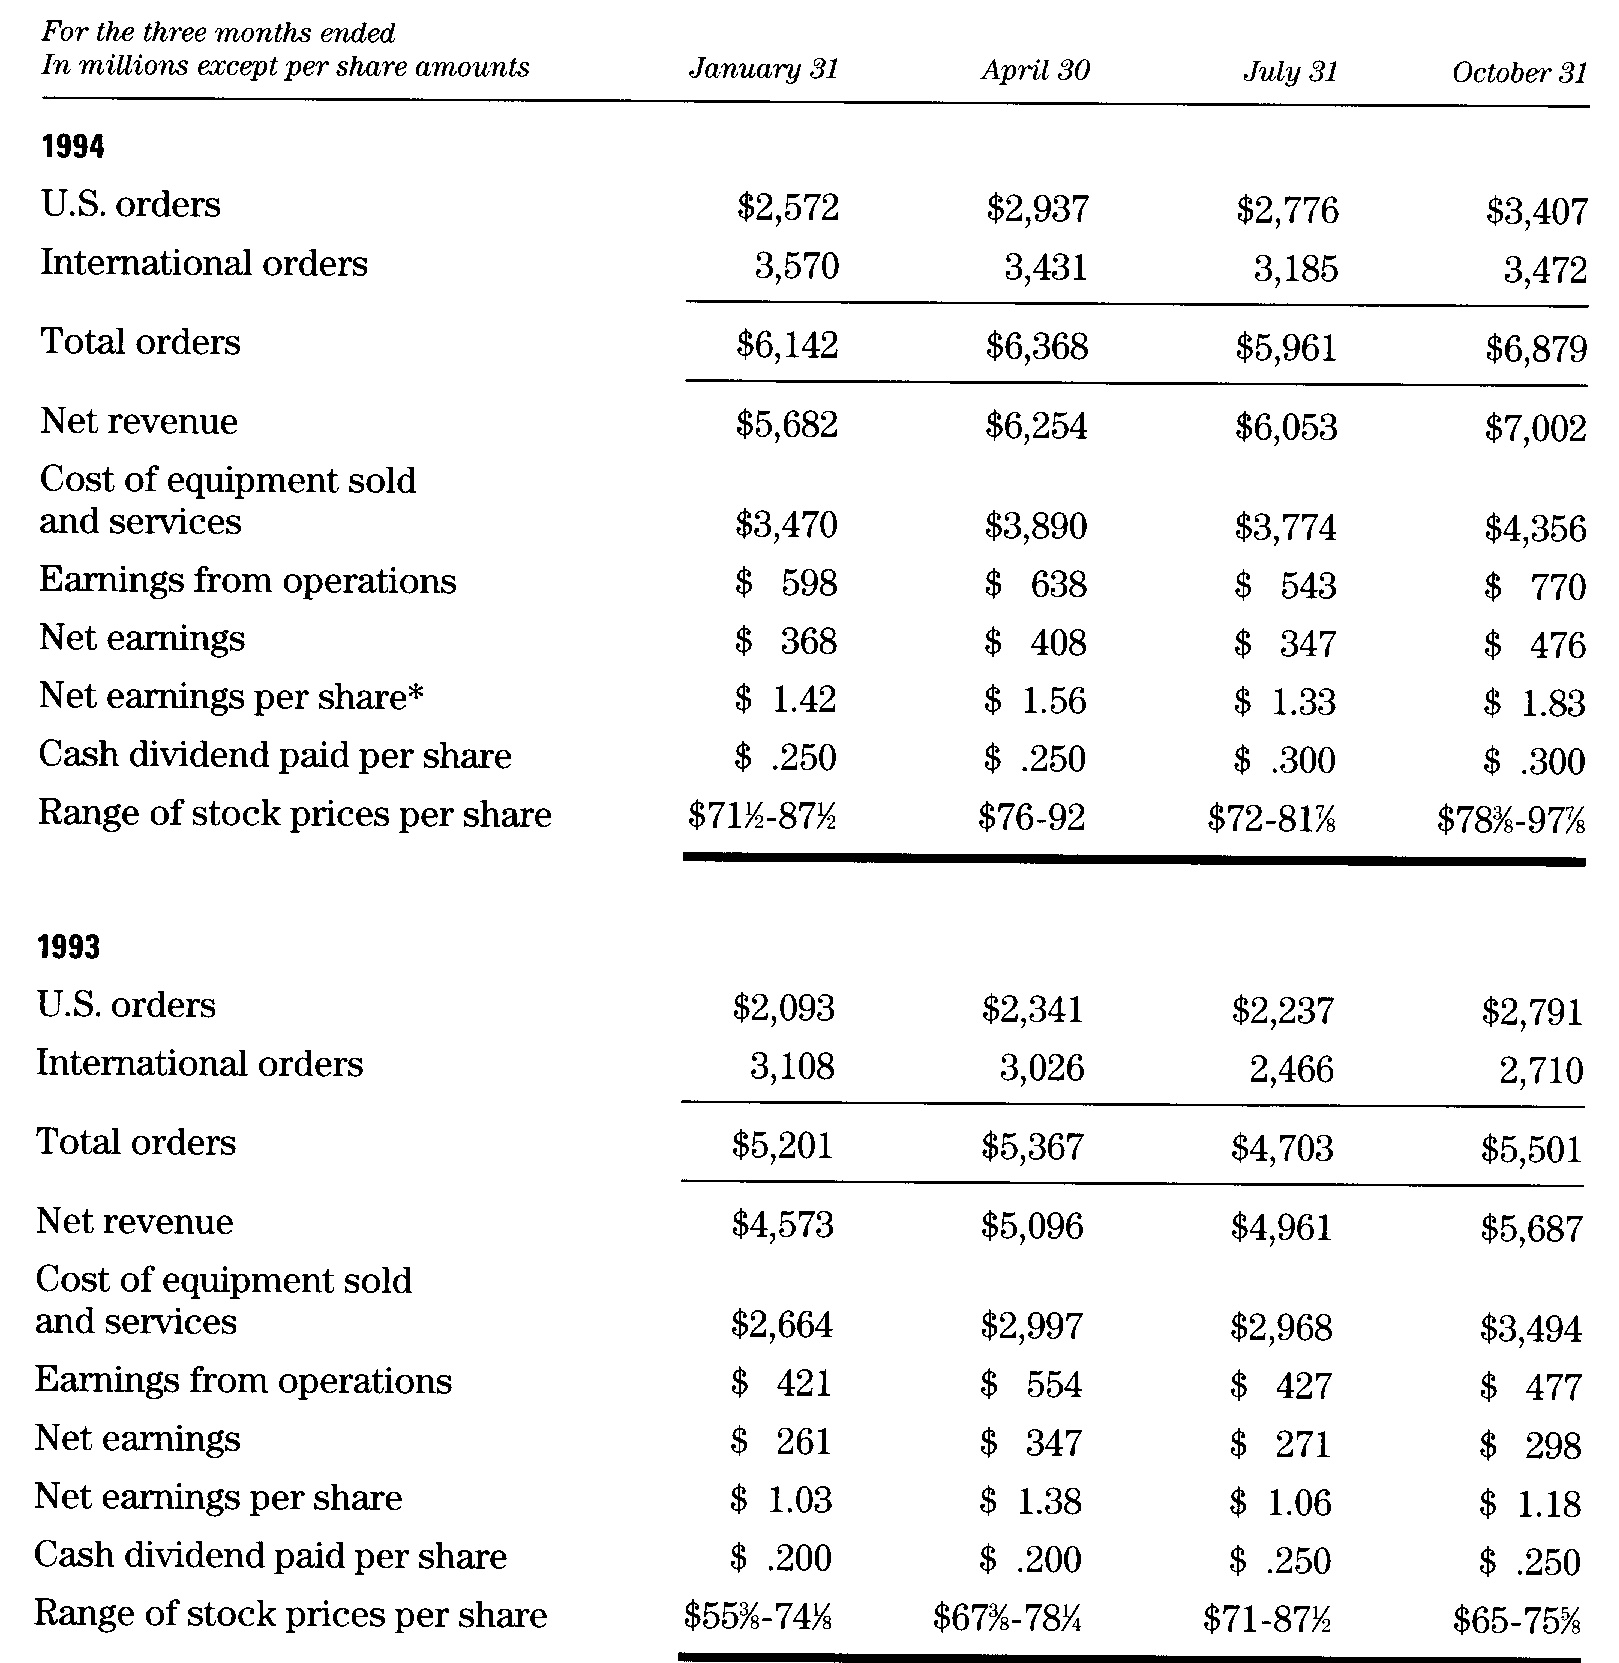 For the three months ended
In millions except per share amounts January 31 April 30 July 31 October 31
1994
U.S. orders $2,572 $2,937 $2,776 $3,407
International orders 3,570 3,431 3,185 3,472
Total orders $6,142 $6,368 $5,961 $6,879
Net revenue $5,682 $6,254 $6,053 $7,002
Cost of equipment sold
and services $3,470 $3,890 $3,774 $4,356
Earnings from operations $ 598 $ 638 $ 543 $ 770
Net earnings $ 368 $ 408 $ 347 $ 476
Net earnings per share* $ 1.42 $ 1.56 $ 1.33 $ 1.83
Cash dividend paid per share $ .250 $ .250 $ .300 $ .300
Range of stock prices per share $71½-87½ $76-92 $72-81⅞ $78⅜-97⅞
1993
U.S. orders $2,093 $2,341 $2,237 $2,791
International orders 3,108 3,026 2,466 2,710
Total orders $5,201 $5,367 $4,703 $5,501
Net revenue $4,573 $5,096 $4,961 $5,687
Cost of equipment sold
and services $2,664 $2,997 $2,968 $3,494
Earnings from operations $ 421 $ 554 $ 427 $ 477
Net earnings $ 261 $ 347 $ 271 $ 298
Net earnings per share $ 1.03 $ 1.38 $ 1.06 $ 1.18
Cash dividend paid per share $ .200 $ .200 $ .250 $ .250
Range of stock prices per share $55⅜-74⅛ $67⅜-78¼ $71-87½ $65-75⅝